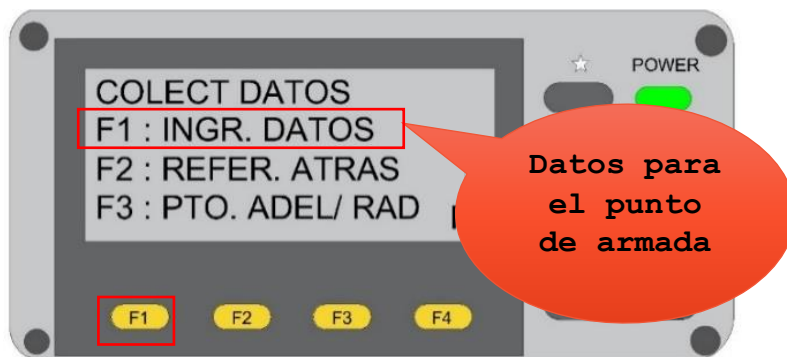 COLECT DATOS
F1 : INGR. DATOS
F2 : REFER. ATRAS
F3 : PTO. ADEL/ RAD
POWER
Datos para
el punto
de armada
F1
F2
F3
F4